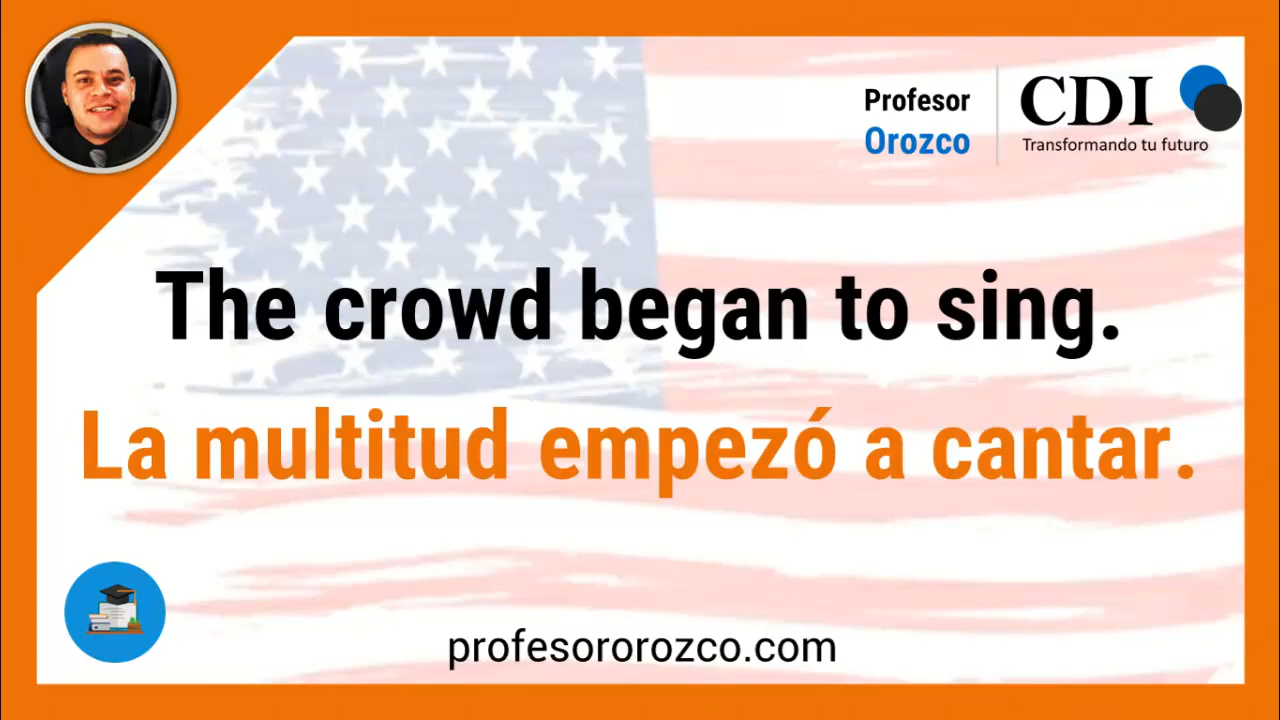 Profesor
Orozco
CDI
Transformando tu futuro
The crowd began to sing.
La multitud empezó a cantar.
profesororozco.com